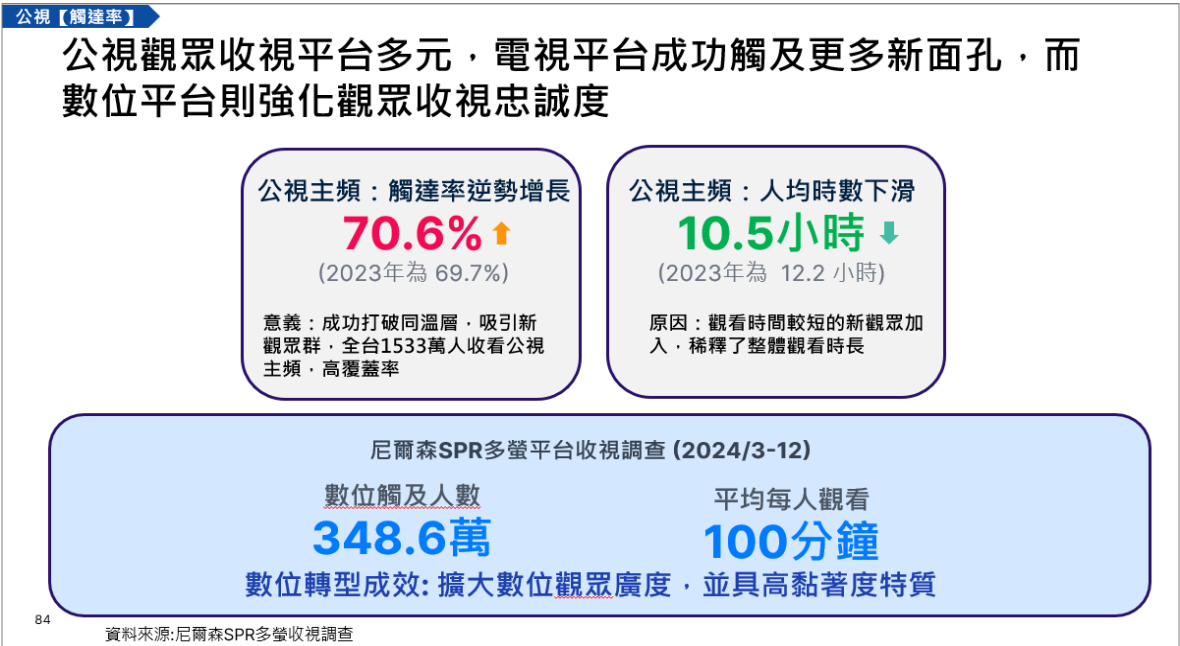 公視【觸達率】
公視觀眾收視平台多元，電視平台成功觸及更多新面孔，而
數位平台則強化觀眾收視忠誠度
公視主頻：觸達率逆勢增長
70.6%
(2023年為 69.7%)
意義：成功打破同溫層，吸引新
觀眾群，全台1533萬人收看公視
主頻，高覆蓋率
公視主頻：人均時數下滑
10.5小時
(2023年為 12.2 小時)
原因：觀看時間較短的新觀眾加
入，稀釋了整體觀看時長
尼爾森SPR多螢平台收視調查 (2024/3-12)
數位觸及人數
348.6萬
平均每人觀看
100分鐘
數位轉型成效: 擴大數位觀眾廣度，並具高黏著度特質
84
資料來源:尼爾森SPR多螢收視調查